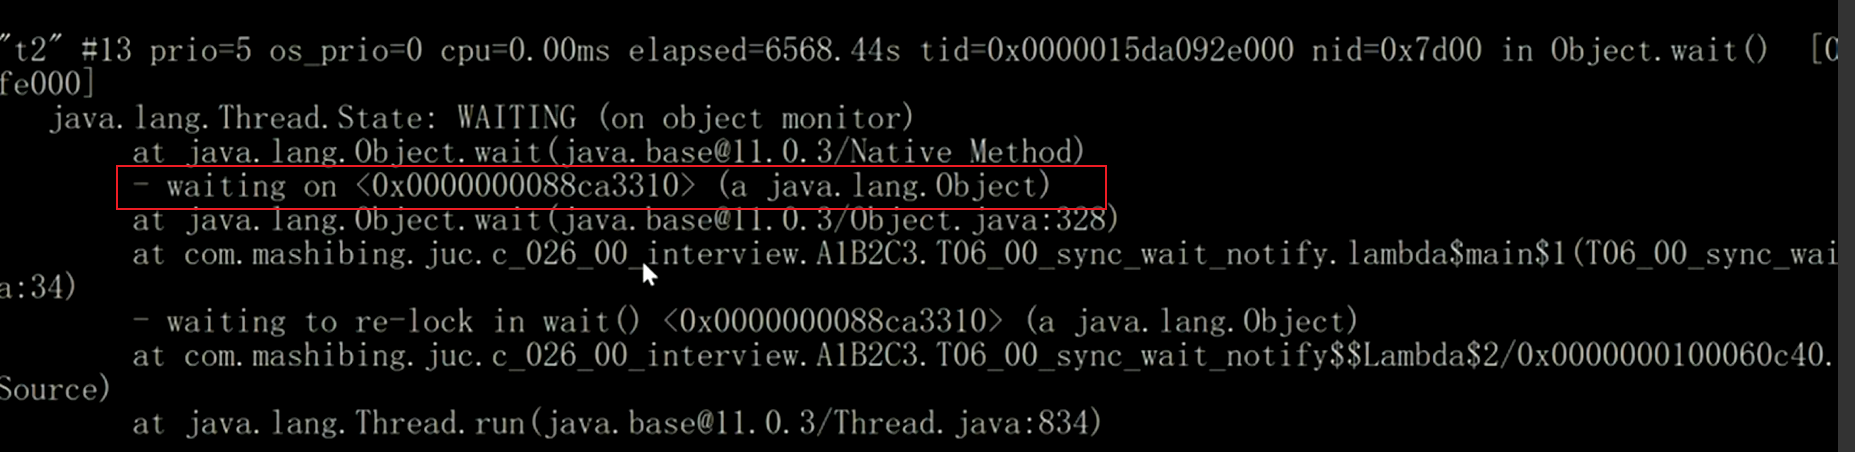 "t2" #13 prio=5 os_prio=0 cpu=0.00ms elapsed=6568.44s tid=0x0000015da092e000 nid=0x7d00 in Object.wait()  [0
fe000]
java.lang.Thread.State: WAITING (on object monitor)
at java.lang.Object.wait(java.base@11.0.3/Native Method)
- waiting on <0x0000000088ca3310> (a java.lang.Object)
at java.lang.Object.wait(java.base@11.0.3/Object.java:328)
at com.mashibing.juc.c_026_00_interview.A1B2C3.T06_00_sync_wait_notify.lambda$main$1(T06_00_sync_wai
a:34)
- waiting to re-lock in wait() <0x0000000088ca3310> (a java.lang.Object)
at com.mashibing.juc.c_026_00_interview.A1B2C3.T06_00_sync_wait_notify$$Lambda$2/0x0000000100060c40.
Source)
at java.lang.Thread.run(java.base@11.0.3/Thread.java:834)